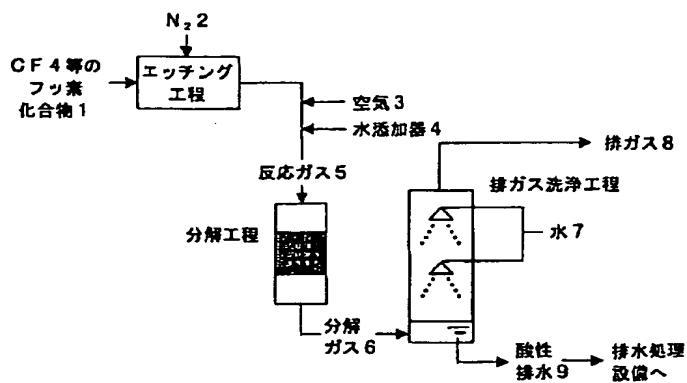 N₂2
CF4等の
フッ素
化合物1
エッチング
工程
空気3
水添加器4
反応ガス5
排ガス8
排ガス洗浄工程
分解工程
水7
分解
ガス6
酸性
排水9
排水処理
設備へ